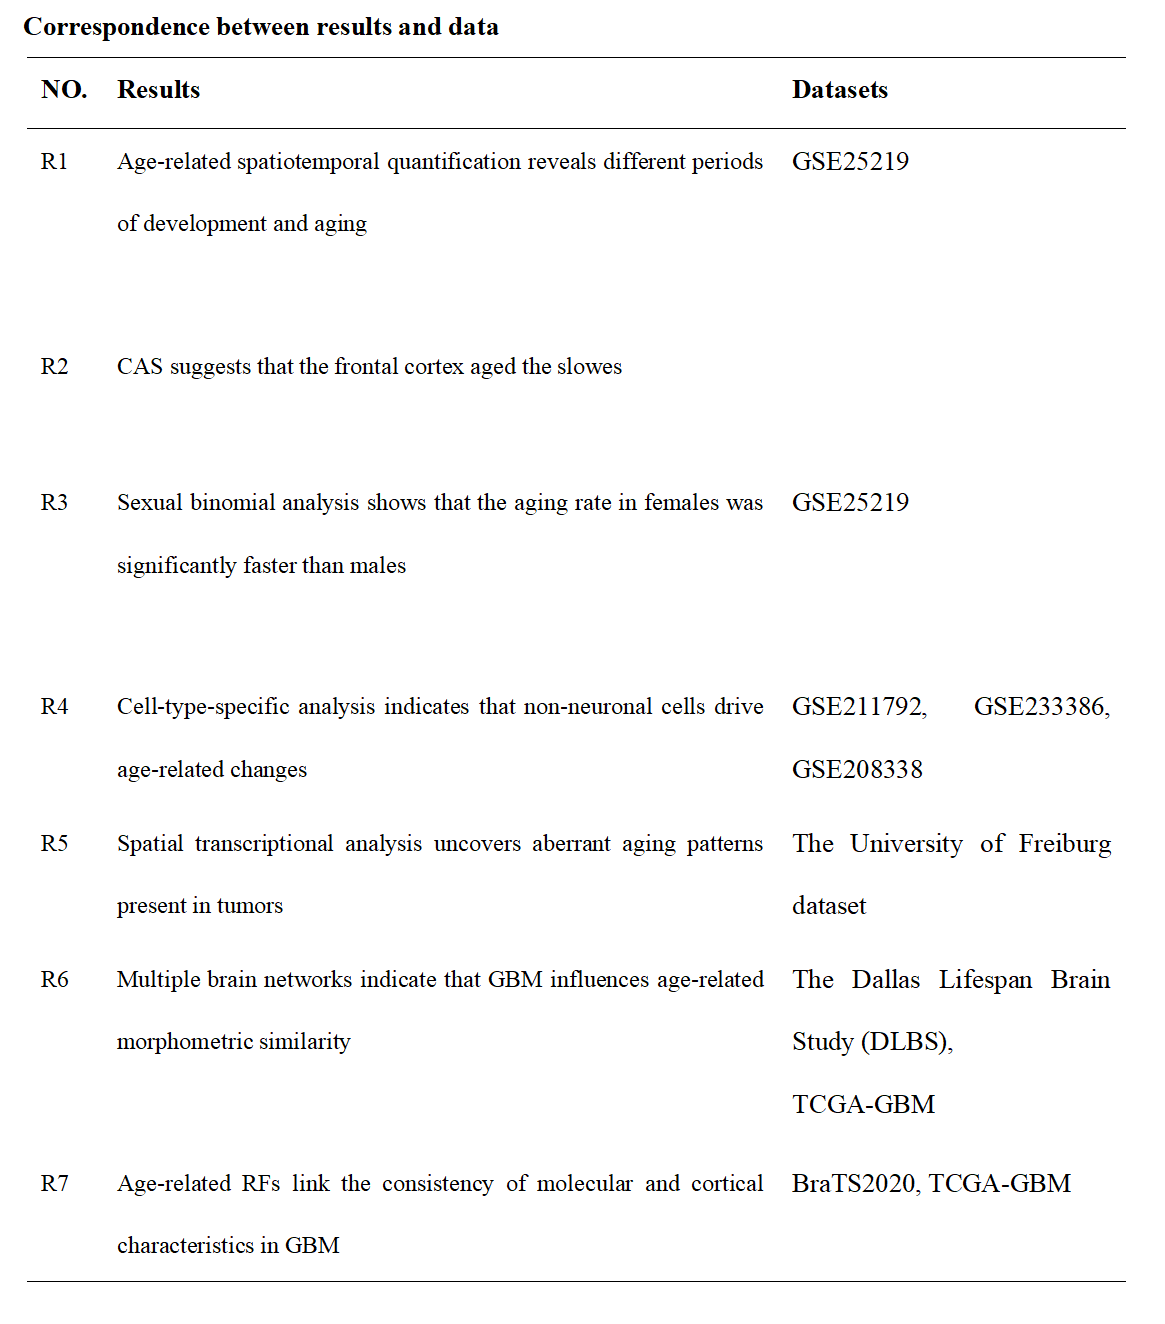 Correspondence between results and data
NO. Results Datasets
R1 Age-related spatiotemporal quantification reveals different periods GSE25219
of development and aging
R2 CAS suggests that the frontal cortex aged the slowes
R3 Sexual binomial analysis shows that the aging rate in females was GSE25219
significantly faster than males
R4 Cell-type-specific analysis indicates that non-neuronal cells drive GSE211792, GSE233386,
age-related changes GSE208338
R5 Spatial transcriptional analysis uncovers aberrant aging patterns The University of Freiburg
present in tumors dataset
R6 Multiple brain networks indicate that GBM influences age-related The Dallas Lifespan Brain
morphometric similarity Study (DLBS),
TCGA-GBM
R7 Age-related RFs link the consistency of molecular and cortical BraTS2020, TCGA-GBM
characteristics in GBM